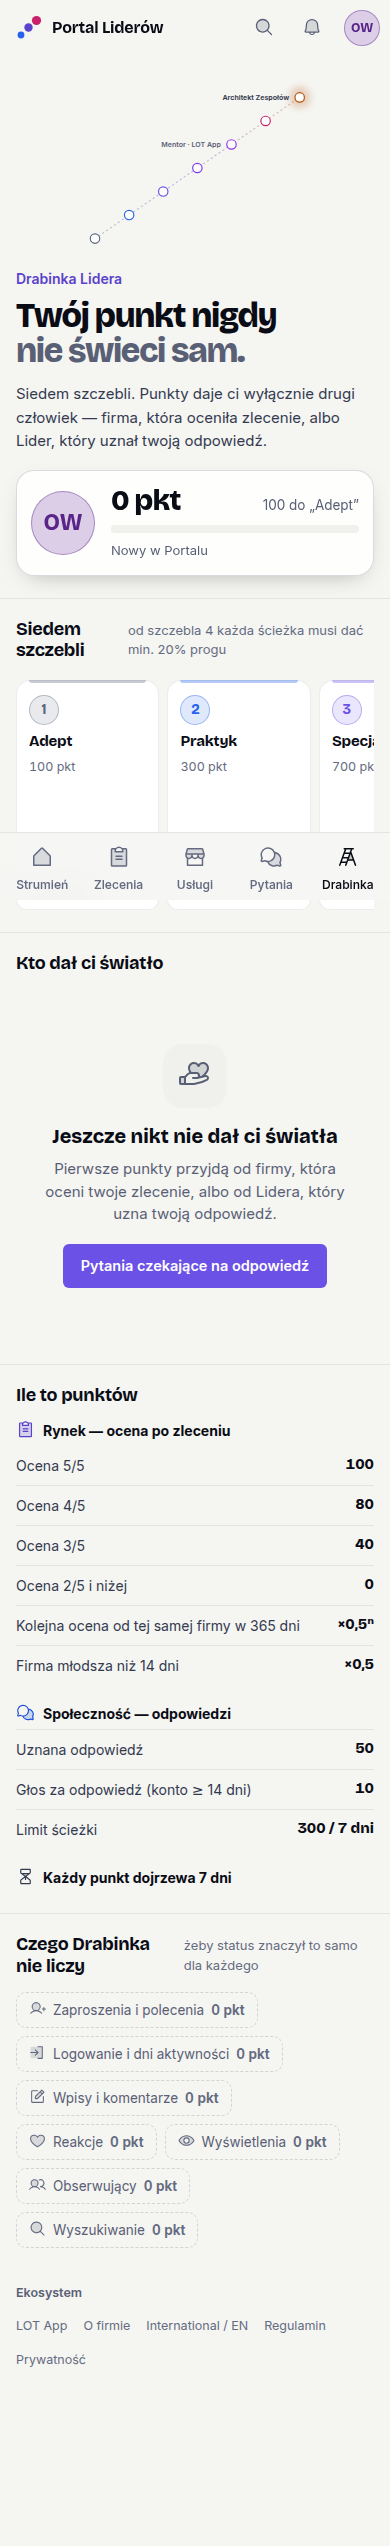 Portal Liderów
OW
Architekt Zespołów
Mentor · LOT App
Drabinka Lidera
Twój punkt nigdy
nie świeci sam.
Siedem szczebli. Punkty daje ci wyłącznie drugi
człowiek — firma, która oceniła zlecenie, albo
Lider, który uznał twoją odpowiedź.
OW
0 pkt
100 do „Adept”
Nowy w Portalu
Siedem
szczebli
od szczebla 4 każda ścieżka musi dać
min. 20% progu
1
2
3
Adept
Praktyk
Specja
100 pkt
300 pkt
700 pk
Strumień
Zlecenia
Usługi
Pytania
Drabinka
Kto dał ci światło
Jeszcze nikt nie dał ci światła
Pierwsze punkty przyjdą od firmy, która
oceni twoje zlecenie, albo od Lidera, który
uzna twoją odpowiedź.
Pytania czekające na odpowiedź
Ile to punktów
Rynek — ocena po zleceniu
Ocena 5/5 100
Ocena 4/5 80
Ocena 3/5 40
Ocena 2/5 i niżej 0
Kolejna ocena od tej samej firmy w 365 dni ×0,5ⁿ
Firma młodsza niż 14 dni ×0,5
Społeczność — odpowiedzi
Uznana odpowiedź 50
Głos za odpowiedź (konto ≥ 14 dni) 10
Limit ścieżki 300 / 7 dni
Każdy punkt dojrzewa 7 dni
Czego Drabinka
nie liczy
żeby status znaczył to samo
dla każdego
Zaproszenia i polecenia 0 pkt
Logowanie i dni aktywności 0 pkt
Wpisy i komentarze 0 pkt
Reakcje 0 pkt
Wyświetlenia 0 pkt
Obserwujący 0 pkt
Wyszukiwanie 0 pkt
Ekosystem
LOT App O firmie International / EN Regulamin
Prywatność